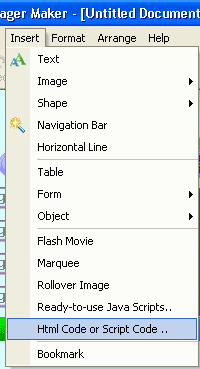 ager Maker - [Untitled Document
Insert Format Arrange Help
Text
Image
Shape
Navigation Bar
Horizontal Line
Table
Form
Object
Flash Movie
Marquee
Rollover Image
Ready-to-use Java Scripts..
Html Code or Script Code ..
Bookmark